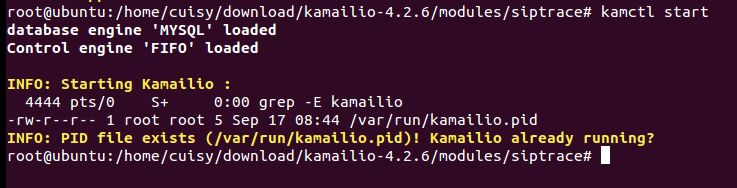 root@ubuntu:/home/cuisy/download/kamailio-4.2.6/modules/siptrace# kamctl start
database engine 'MYSQL' loaded
Control engine 'FIFO' loaded
INFO: Starting Kamailio :
  4444 pts/0    S+     0:00 grep -E kamailio
-rw-r--r-- 1 root root 5 Sep 17 08:44 /var/run/kamailio.pid
INFO: PID file exists (/var/run/kamailio.pid)! Kamailio already running?
root@ubuntu:/home/cuisy/download/kamailio-4.2.6/modules/siptrace#